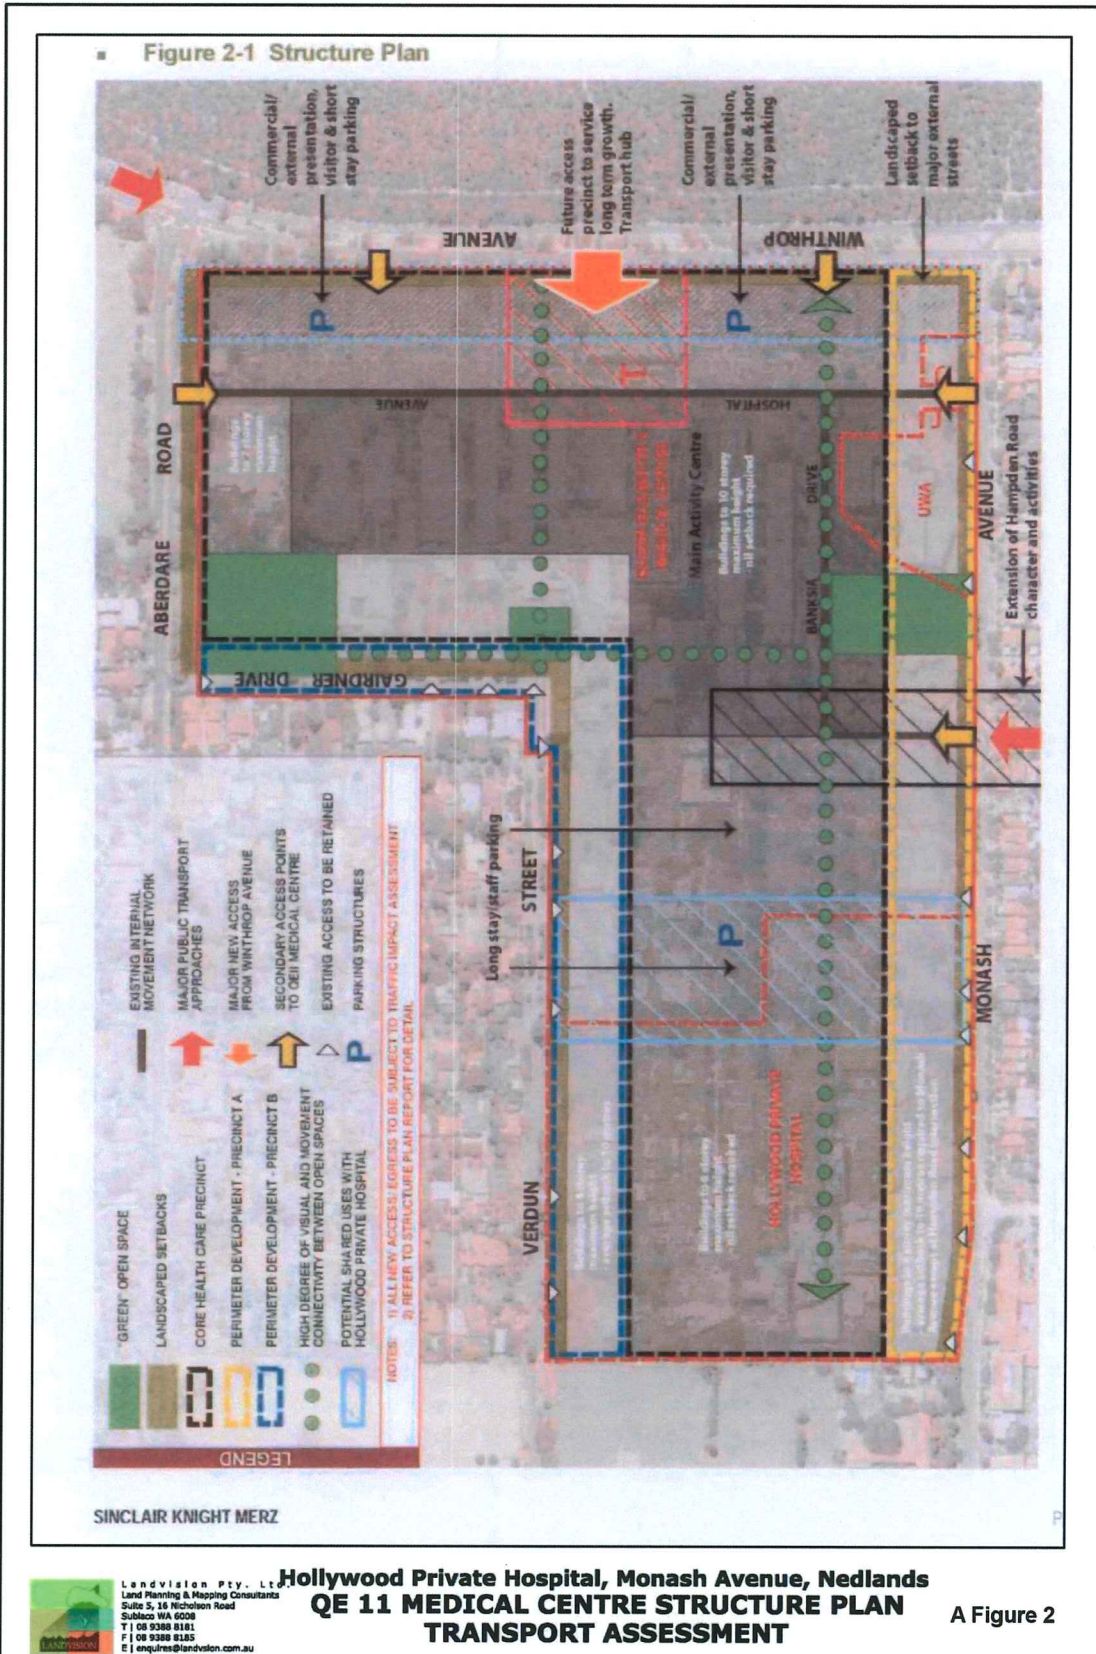 Figure 2-1 Structure Plan
Commercial/
external
presentation,
visitor & short
stay parking
Future access
precinct to service
long term growth.
Transport hub
Commercial/
external
presentation,
visitor & short
stay parking
Landscaped
setback to
major external
streets
WINTHROP
AVENUE
P
P
ABERDARE
ROAD
Buildings
maximum
height
HOSPITAL
AVENUE
T
Main Activity Centre
Buildings to 10 storey
maximum height
- nil setback required
BANKSIA
DRIVE
UWA
MONASH
AVENUE
Extension of Hampden Road
character and activities
GAIRDNER
DRIVE
VERDUN
STREET
Long stay/staff parking
P
HOLLYWOOD PRIVATE
HOSPITAL
LEGEND
'GREEN' OPEN SPACE
LANDSCAPED SETBACKS
CORE HEALTH CARE PRECINCT
PERIMETER DEVELOPMENT - PRECINCT A
PERIMETER DEVELOPMENT - PRECINCT B
HIGH DEGREE OF VISUAL AND MOVEMENT
CONNECTIVITY BETWEEN OPEN SPACES
POTENTIAL SHARED USES WITH
HOLLYWOOD PRIVATE HOSPITAL
EXISTING INTERNAL
MOVEMENT NETWORK
MAJOR PUBLIC TRANSPORT
APPROACHES
MAJOR NEW ACCESS
FROM WINTHROP AVENUE
SECONDARY ACCESS POINTS
TO QEII MEDICAL CENTRE
EXISTING ACCESS TO BE RETAINED
P
PARKING STRUCTURES
NOTES: 1) ALL NEW ACCESS/EGRESS TO BE SUBJECT TO TRAFFIC IMPACT ASSESSMENT
2) REFER TO STRUCTURE PLAN REPORT FOR DETAIL
SINCLAIR KNIGHT MERZ
Landvision Pty. Ltd.
Land Planning & Mapping Consultants
Suite 5, 16 Nicholson Road
Subiaco WA 6008
T | 08 9388 8181
F | 08 9388 8185
E | enquires@landvision.com.au
LANDVISION
Hollywood Private Hospital, Monash Avenue, Nedlands
QE 11 MEDICAL CENTRE STRUCTURE PLAN
TRANSPORT ASSESSMENT
A Figure 2